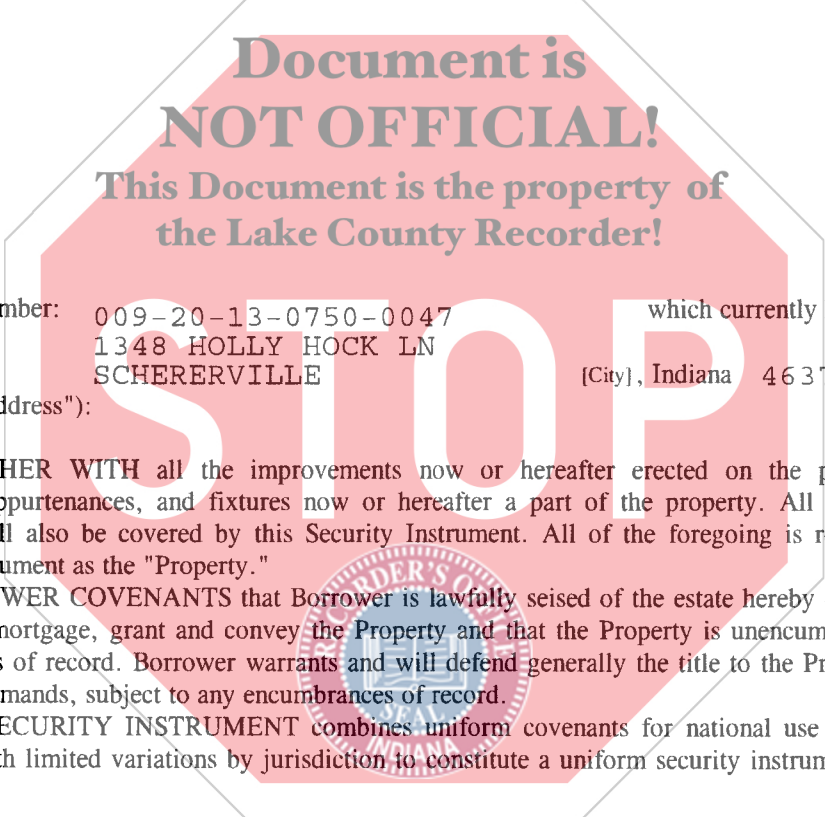 Document is
NOT OFFICIAL!
This Document is the property of
the Lake County Recorder!
STOP
mber: 009-20-13-0750-0047 which currently
1348 HOLLY HOCK LN
SCHERERVILLE [City], Indiana 4637
ddress"):
HER WITH all the improvements now or hereafter erected on the p
ppurtenances, and fixtures now or hereafter a part of the property. All
ll also be covered by this Security Instrument. All of the foregoing is r
ument as the "Property."
WER COVENANTS that Borrower is lawfully seised of the estate hereby
mortgage, grant and convey the Property and that the Property is unencum
s of record. Borrower warrants and will defend generally the title to the Pr
mands, subject to any encumbrances of record.
ECURITY INSTRUMENT combines uniform covenants for national use
th limited variations by jurisdiction to constitute a uniform security instrum
RECORDER'S OFFICE
SEAL
INDIANA